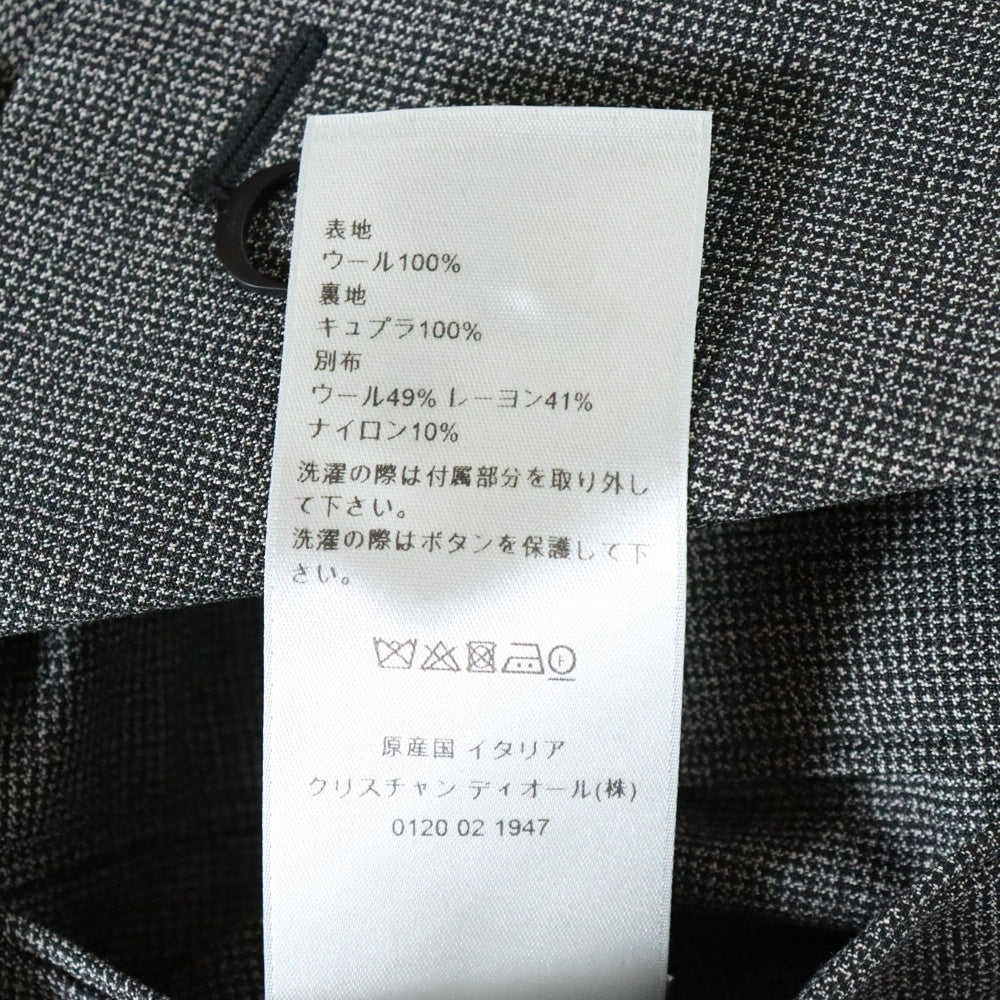 表地
ウール100%
裏地
キュプラ100%
別布
ウール49% レーヨン41%
ナイロン10%
洗濯の際は付属部分を取り外し
て下さい。
洗濯の際はボタンを保護して下
さい。
F
原産国 イタリア
クリスチャン ディオール(株)
0120 02 1947